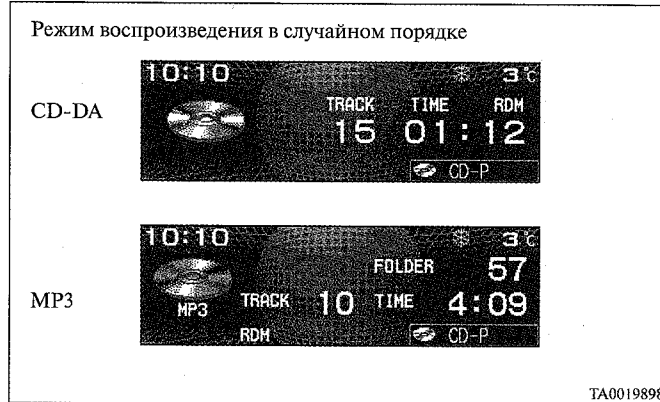 Режим воспроизведения в случайном порядке
10:10 3°c
CD-DA
TRACK TIME RDM
15 01:12
CD-P
10:10 3°c
FOLDER 57
MP3
MP3 TRACK 10 TIME 4:09
RDM CD-P
TA0019898